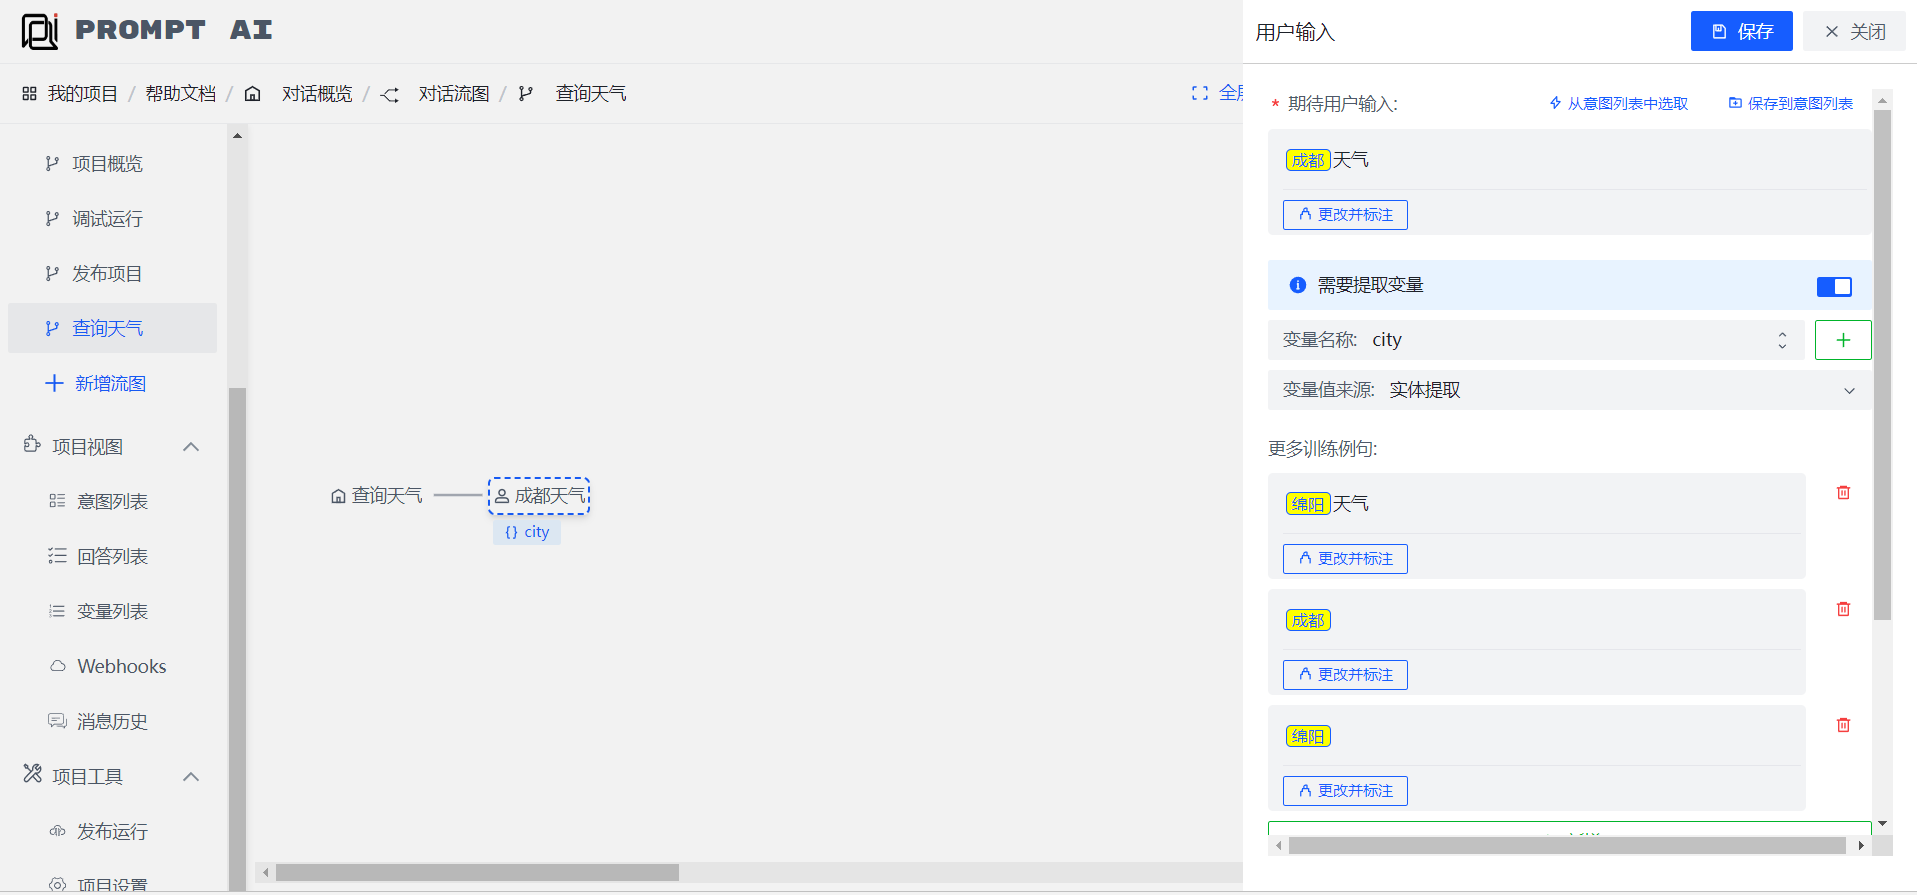 PROMPT AI
我的项目 / 帮助文档 / 对话概览 / 对话流图 / 查询天气
项目概览
调试运行
发布项目
查询天气
新增流图
项目视图
意图列表
回答列表
变量列表
Webhooks
消息历史
项目工具
发布运行
项目设置
查询天气
成都天气
{} city
用户输入
保存
关闭
* 期待用户输入:
从意图列表中选取
保存到意图列表
成都天气
更改并标注
需要提取变量
变量名称: city
变量值来源: 实体提取
更多训练例句:
绵阳天气
更改并标注
成都
更改并标注
绵阳
更改并标注